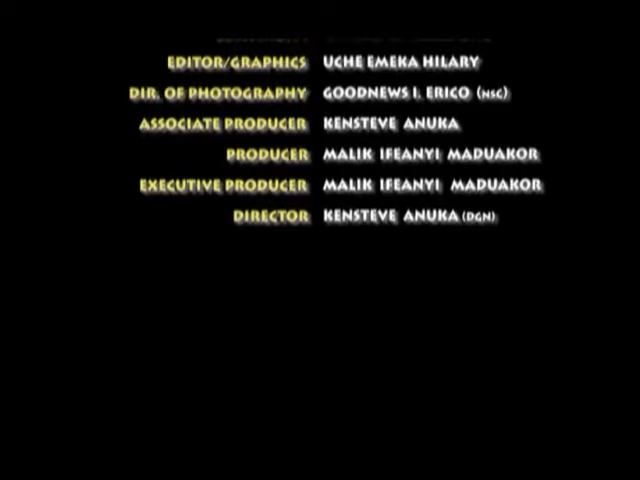 EDITOR/GRAPHICS UCHE EMEKA HILARY
DIR. OF PHOTOGRAPHY GOODNEWS I. ERICO (NSC)
ASSOCIATE PRODUCER KENSTEVE ANUKA
PRODUCER MALIK IFEANYI MADUAKOR
EXECUTIVE PRODUCER MALIK IFEANYI MADUAKOR
DIRECTOR KENSTEVE ANUKA (DGN)